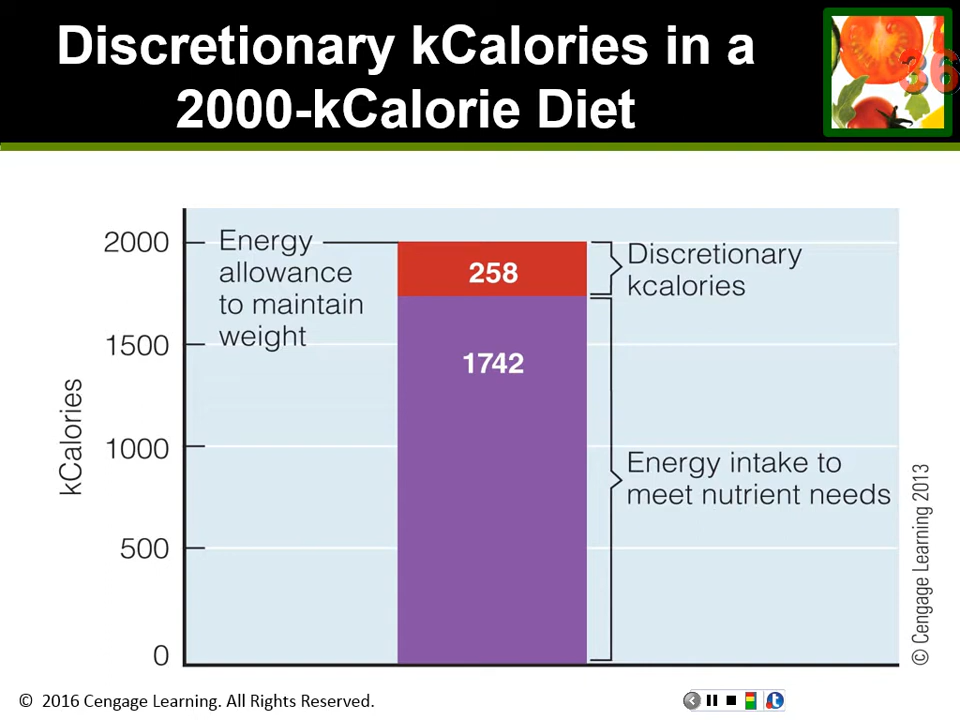 Discretionary kCalories in a
2000-kCalorie Diet
36
2000
1500
1000
500
0
kCalories
Energy
allowance
to maintain
weight
258
1742
Discretionary
kcalories
Energy intake to
meet nutrient needs
© Cengage Learning 2013
© 2016 Cengage Learning. All Rights Reserved.
t